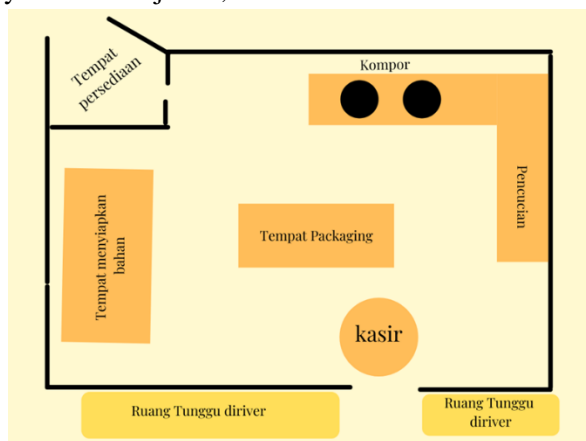 Tempat
persediaan
Kompor
Pencucian
Tempat menyiapkan
bahan
Tempat Packaging
kasir
Ruang Tunggu diriver
Ruang Tunggu
diriver